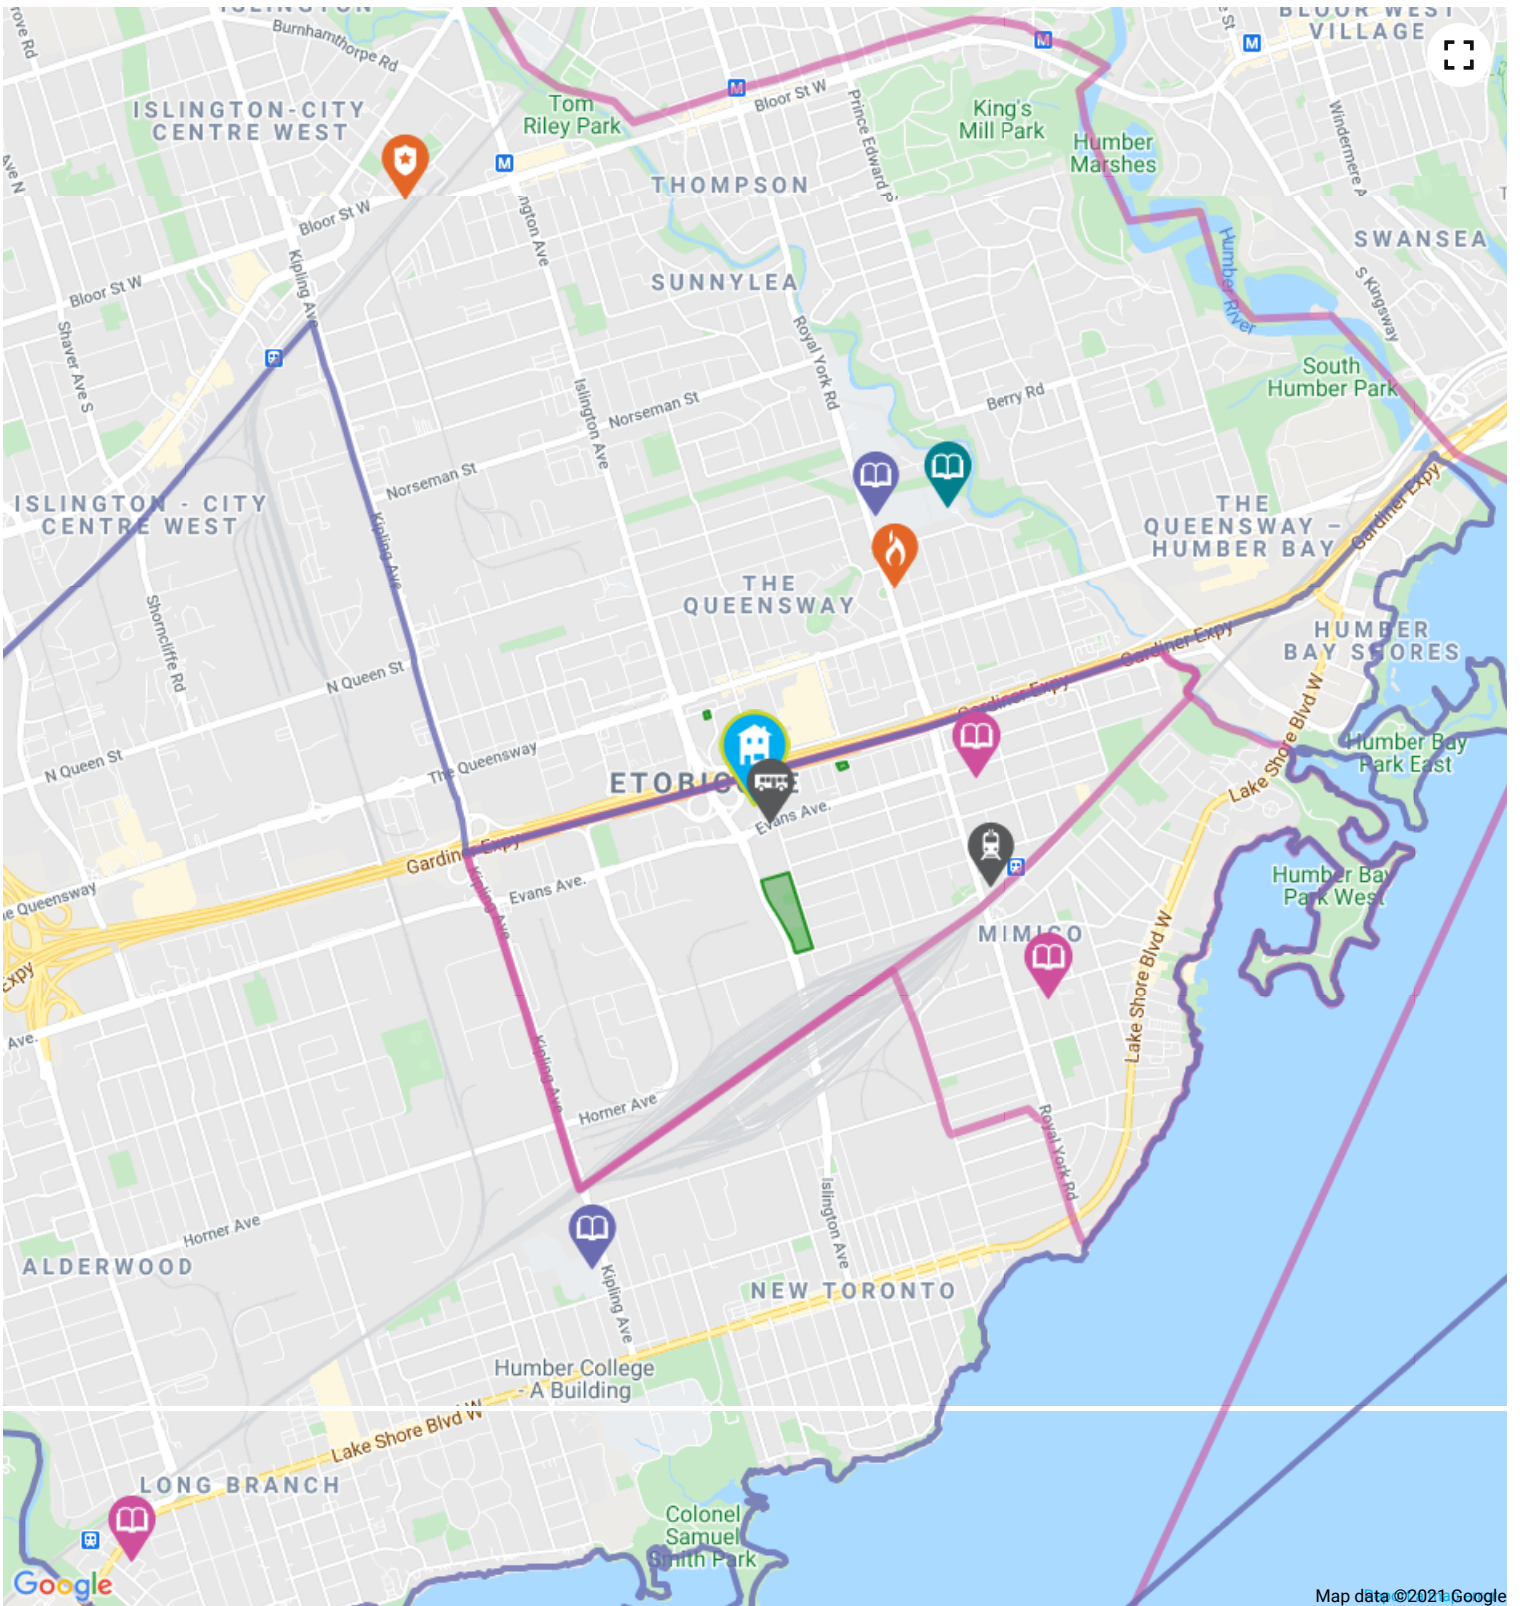 ISLINGTON
Burnhamthorpe Rd
BLOOR WEST
VILLAGE
ISLINGTON-CITY
CENTRE WEST
Tom
Riley Park
M
M
M
M
Bloor St W
Prince Edward
King's
Mill Park
Humber
Marshes
Windermere A
Ave N
THOMPSON
Bloor St W
Kipling Ave
ngton Ave
SWANSEA
SUNNYLEA
Humber River
S Kingsway
Bloor St W
Shaver Ave S
Royal York Rd
South
Humber Park
Islington Ave
Norseman St
Berry Rd
Norseman St
ISLINGTON - CITY
CENTRE WEST
Kipling Ave
THE
QUEENSWAY –
HUMBER BAY
Gardiner Expy
THE
QUEENSWAY
Shorncliffe Rd
HUMBER
BAY SHORES
Gardiner Expy
N Queen St
Gardiner Expy
Lake Shore Blvd W
N Queen St
The Queensway
Humber Bay
Park East
Evans Ave.
Gardiner Expy
Evans Ave.
Kipling Ave
Humber Bay
Park West
e Queensway
MIMICO
Lake Shore Blvd W
Expy
Ave.
Kipling Ave
Horner Ave
Royal York Rd
Islington Ave
Horner Ave
ALDERWOOD
Kipling Ave
NEW TORONTO
Humber College
- A Building
Lake Shore Blvd W
LONG BRANCH
Colonel
Samuel
Smith Park
Google
Map data ©2021 Google